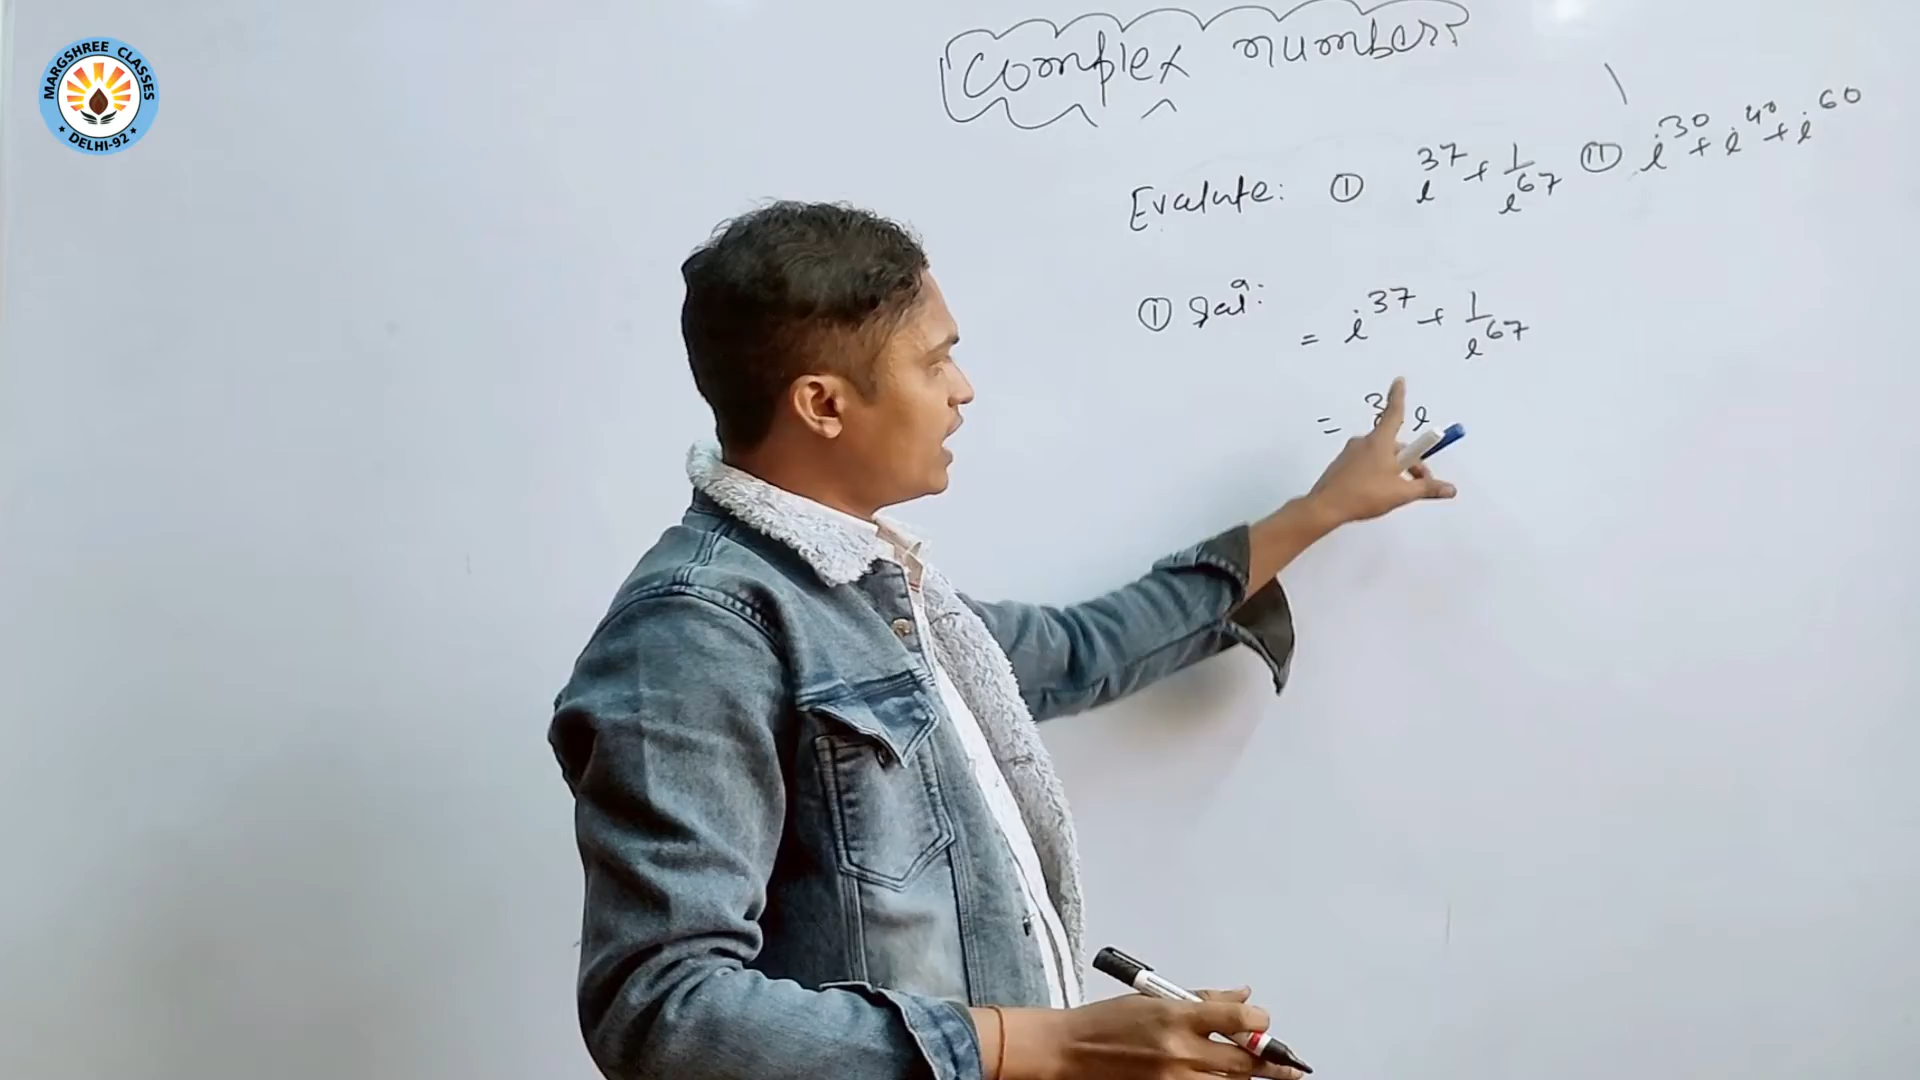 MARGSHREE CLASSES
DELHI-92
Complex numbers
Evalute: ① i^37 + 1/i^67 ⑪ i^30 + i^40 + i^60
① Solⁿ: = i^37 + 1/i^67
=